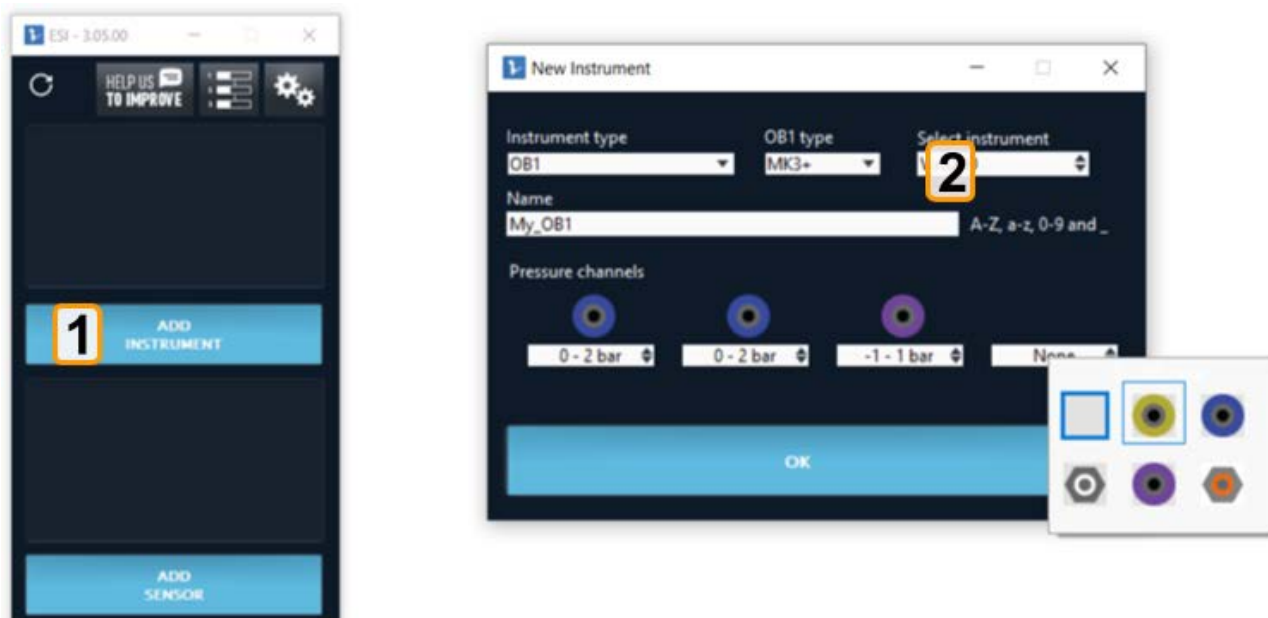 ESI - 3.05.00
HELP US
TO IMPROVE
1
ADD
INSTRUMENT
ADD
SENSOR
New Instrument
Instrument type
OB1 type
Select instrument
OB1
MK3+
2
Name
My_OB1
A-Z, a-z, 0-9 and _
Pressure channels
0 - 2 bar
0 - 2 bar
-1 - 1 bar
None
OK